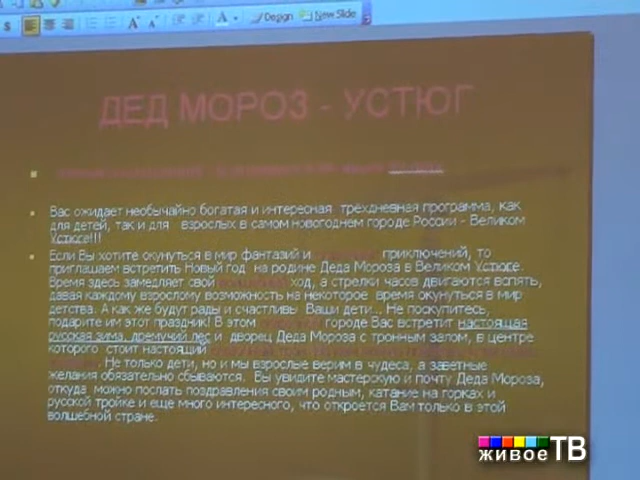 Design New Slide
ДЕД МОРОЗ - УСТЮГ
Вас ожидает необычайно богатая и интересная трёхдневная программа, как
для детей, так и для взрослых в самом новогоднем городе России - Великом
Устюге!!!
Если Вы хотите окунуться в мир фантазий и приключений, то
приглашаем встретить Новый год на родине Деда Мороза в Великом Устюге.
Время здесь замедляет свой ход, а стрелки часов двигаются вспять,
давая каждому взрослому возможность на некоторое время окунуться в мир
детства. А как же будут рады и счастливы Ваши дети... Не поскупитесь,
подарите им этот праздник! В этом городе Вас встретит настоящая
русская зима, дремучий лес и дворец Деда Мороза с тронным залом, в центре
которого стоит настоящий
. Не только дети, но и мы взрослые верим в чудеса, а заветные
желания обязательно сбываются. Вы увидите мастерскую и почту Деда Мороза,
откуда можно послать поздравления своим родным, катание на горках и
русской тройке и еще много интересного, что откроется Вам только в этой
волшебной стране.
живоеТВ